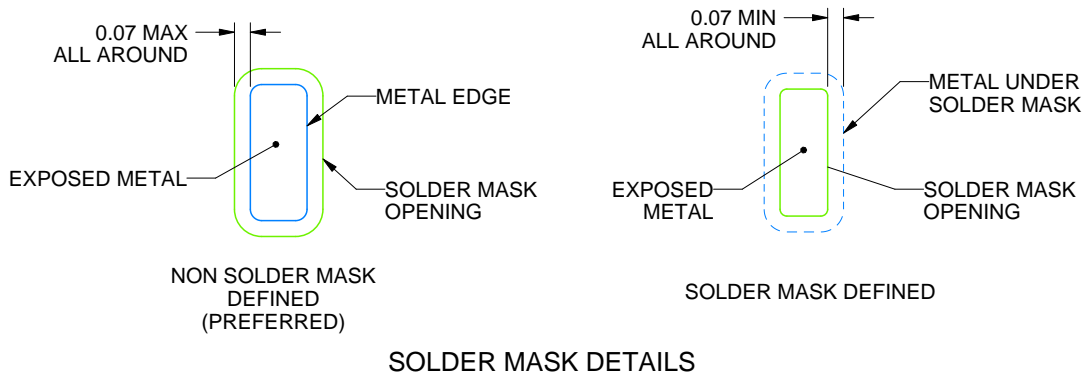 0.07 MAX
ALL AROUND
METAL EDGE
EXPOSED METAL
SOLDER MASK
OPENING
NON SOLDER MASK
DEFINED
(PREFERRED)
0.07 MIN
ALL AROUND
METAL UNDER
SOLDER MASK
EXPOSED
METAL
SOLDER MASK
OPENING
SOLDER MASK DEFINED
SOLDER MASK DETAILS